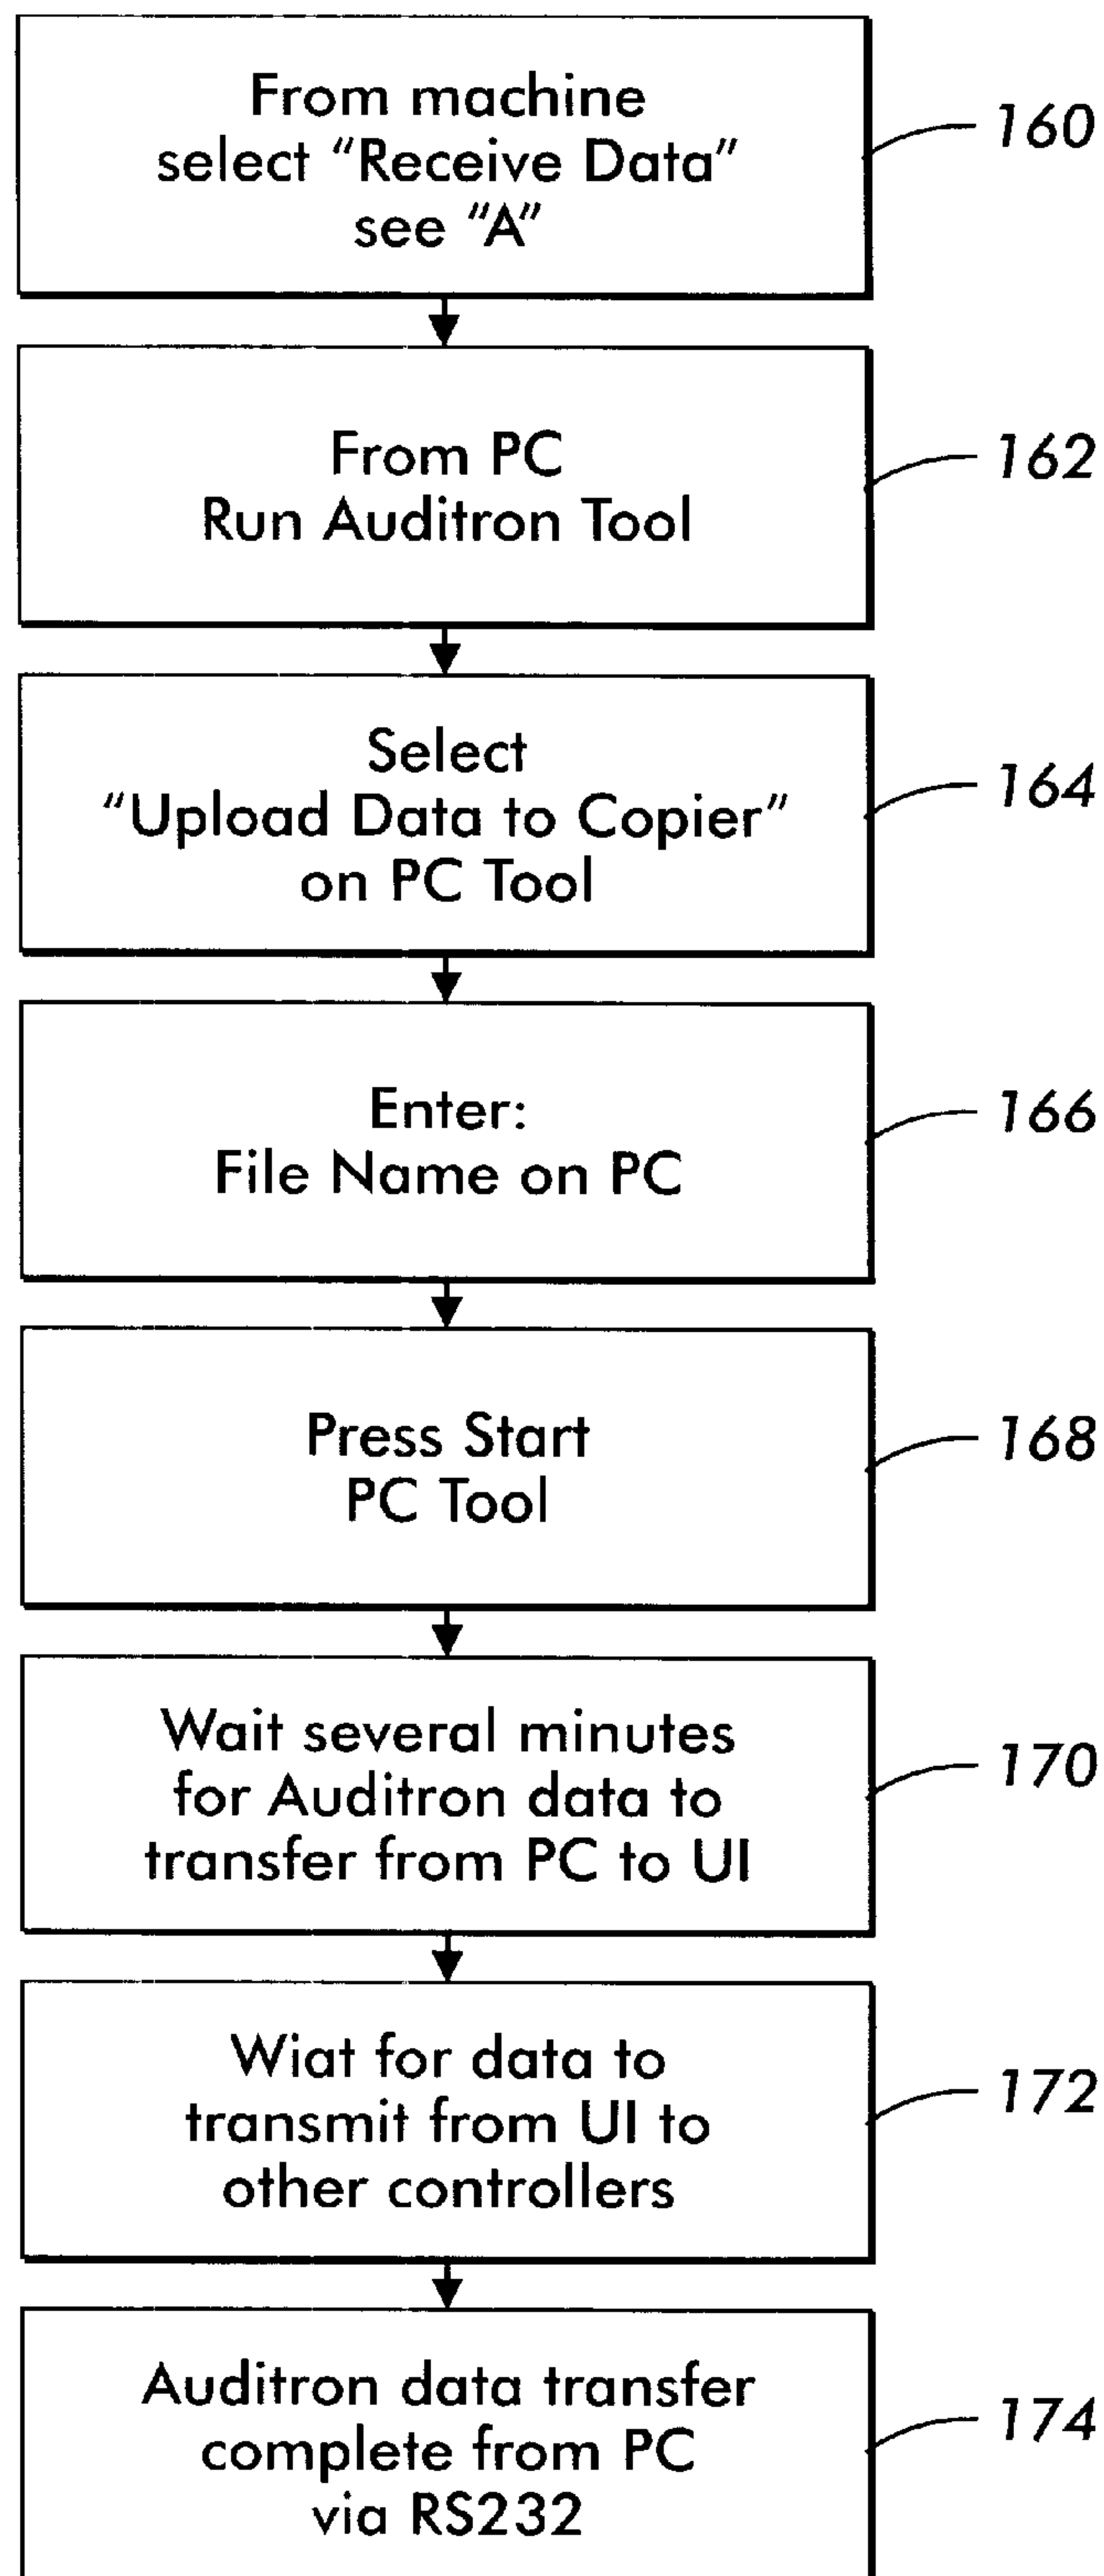 From machine
select “Receive Data”
see “A”
160
From PC
Run Auditron Tool
162
Select
“Upload Data to Copier”
on PC Tool
164
Enter:
File Name on PC
166
Press Start
PC Tool
168
Wait several minutes
for Auditron data to
transfer from PC to UI
170
Wiat for data to
transmit from UI to
other controllers
172
Auditron data transfer
complete from PC
via RS232
174